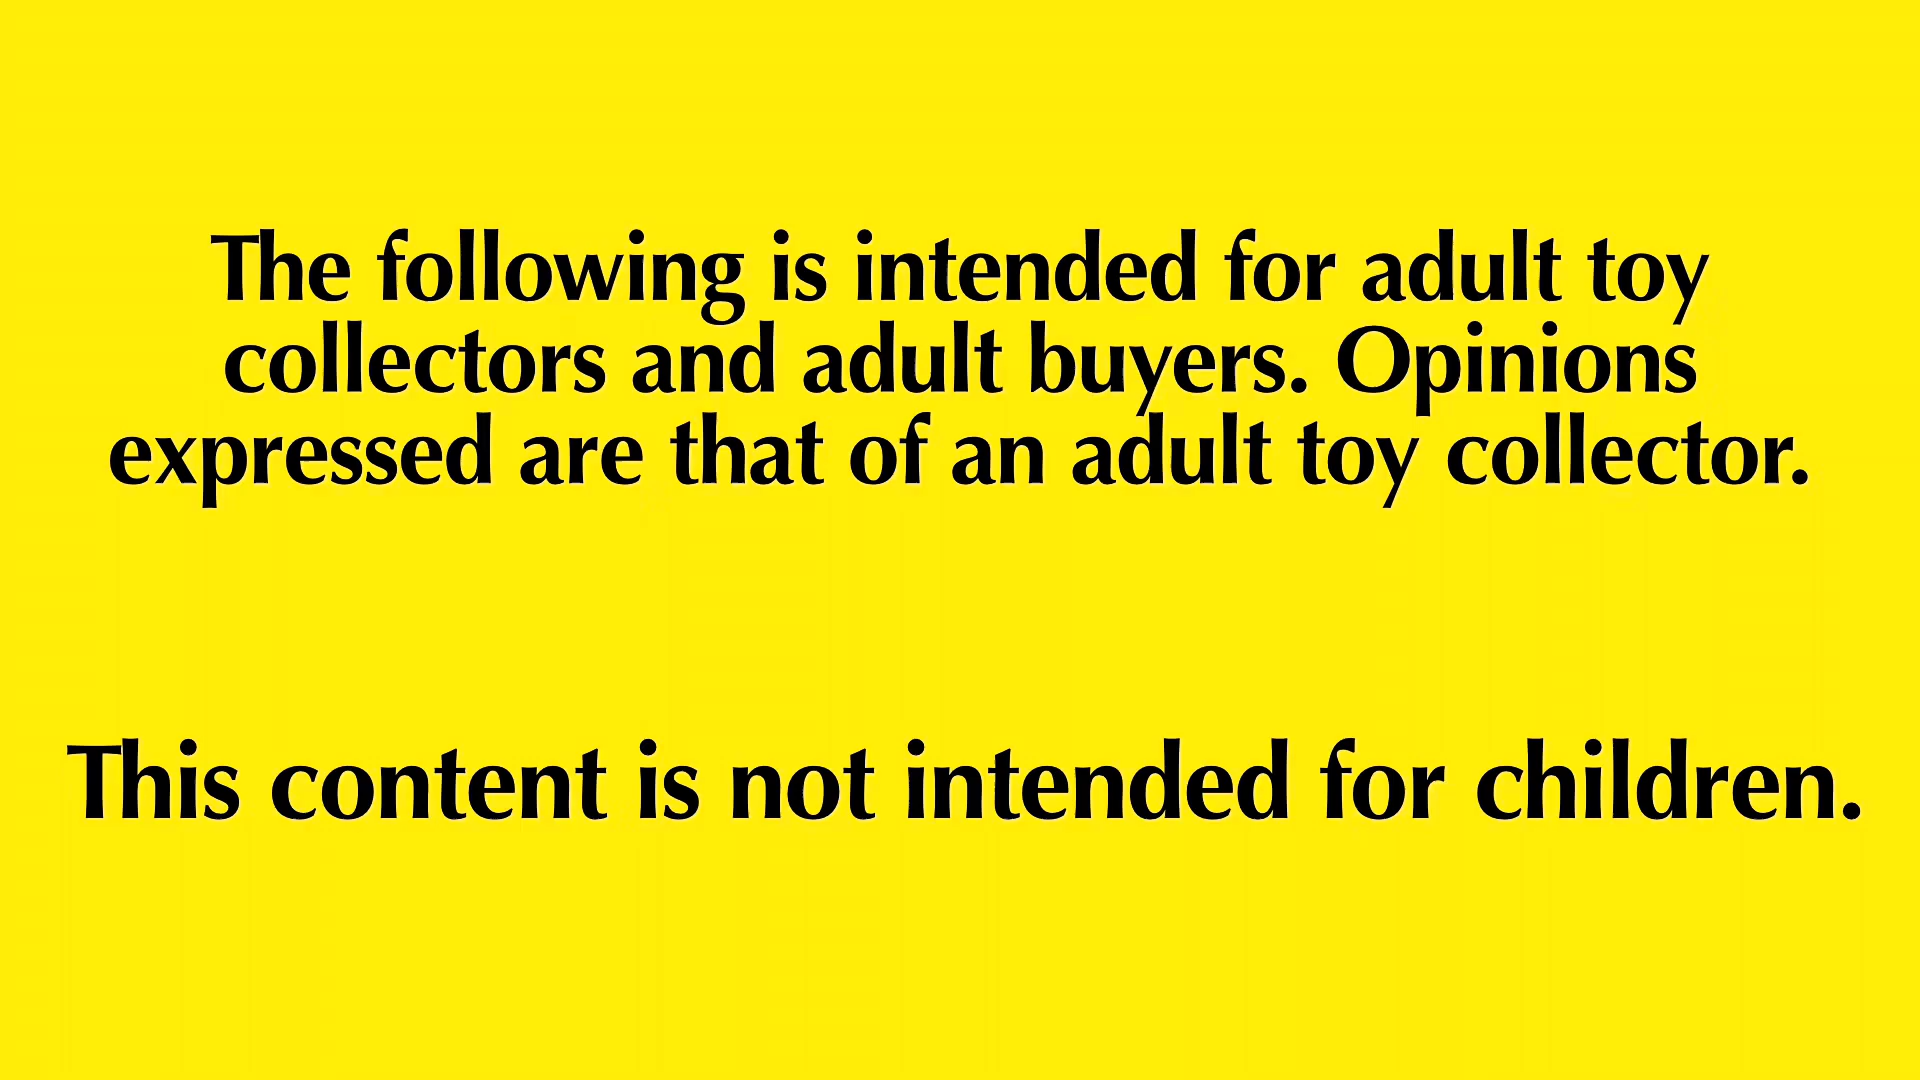 The following is intended for adult toy
collectors and adult buyers. Opinions
expressed are that of an adult toy collector.
This content is not intended for children.